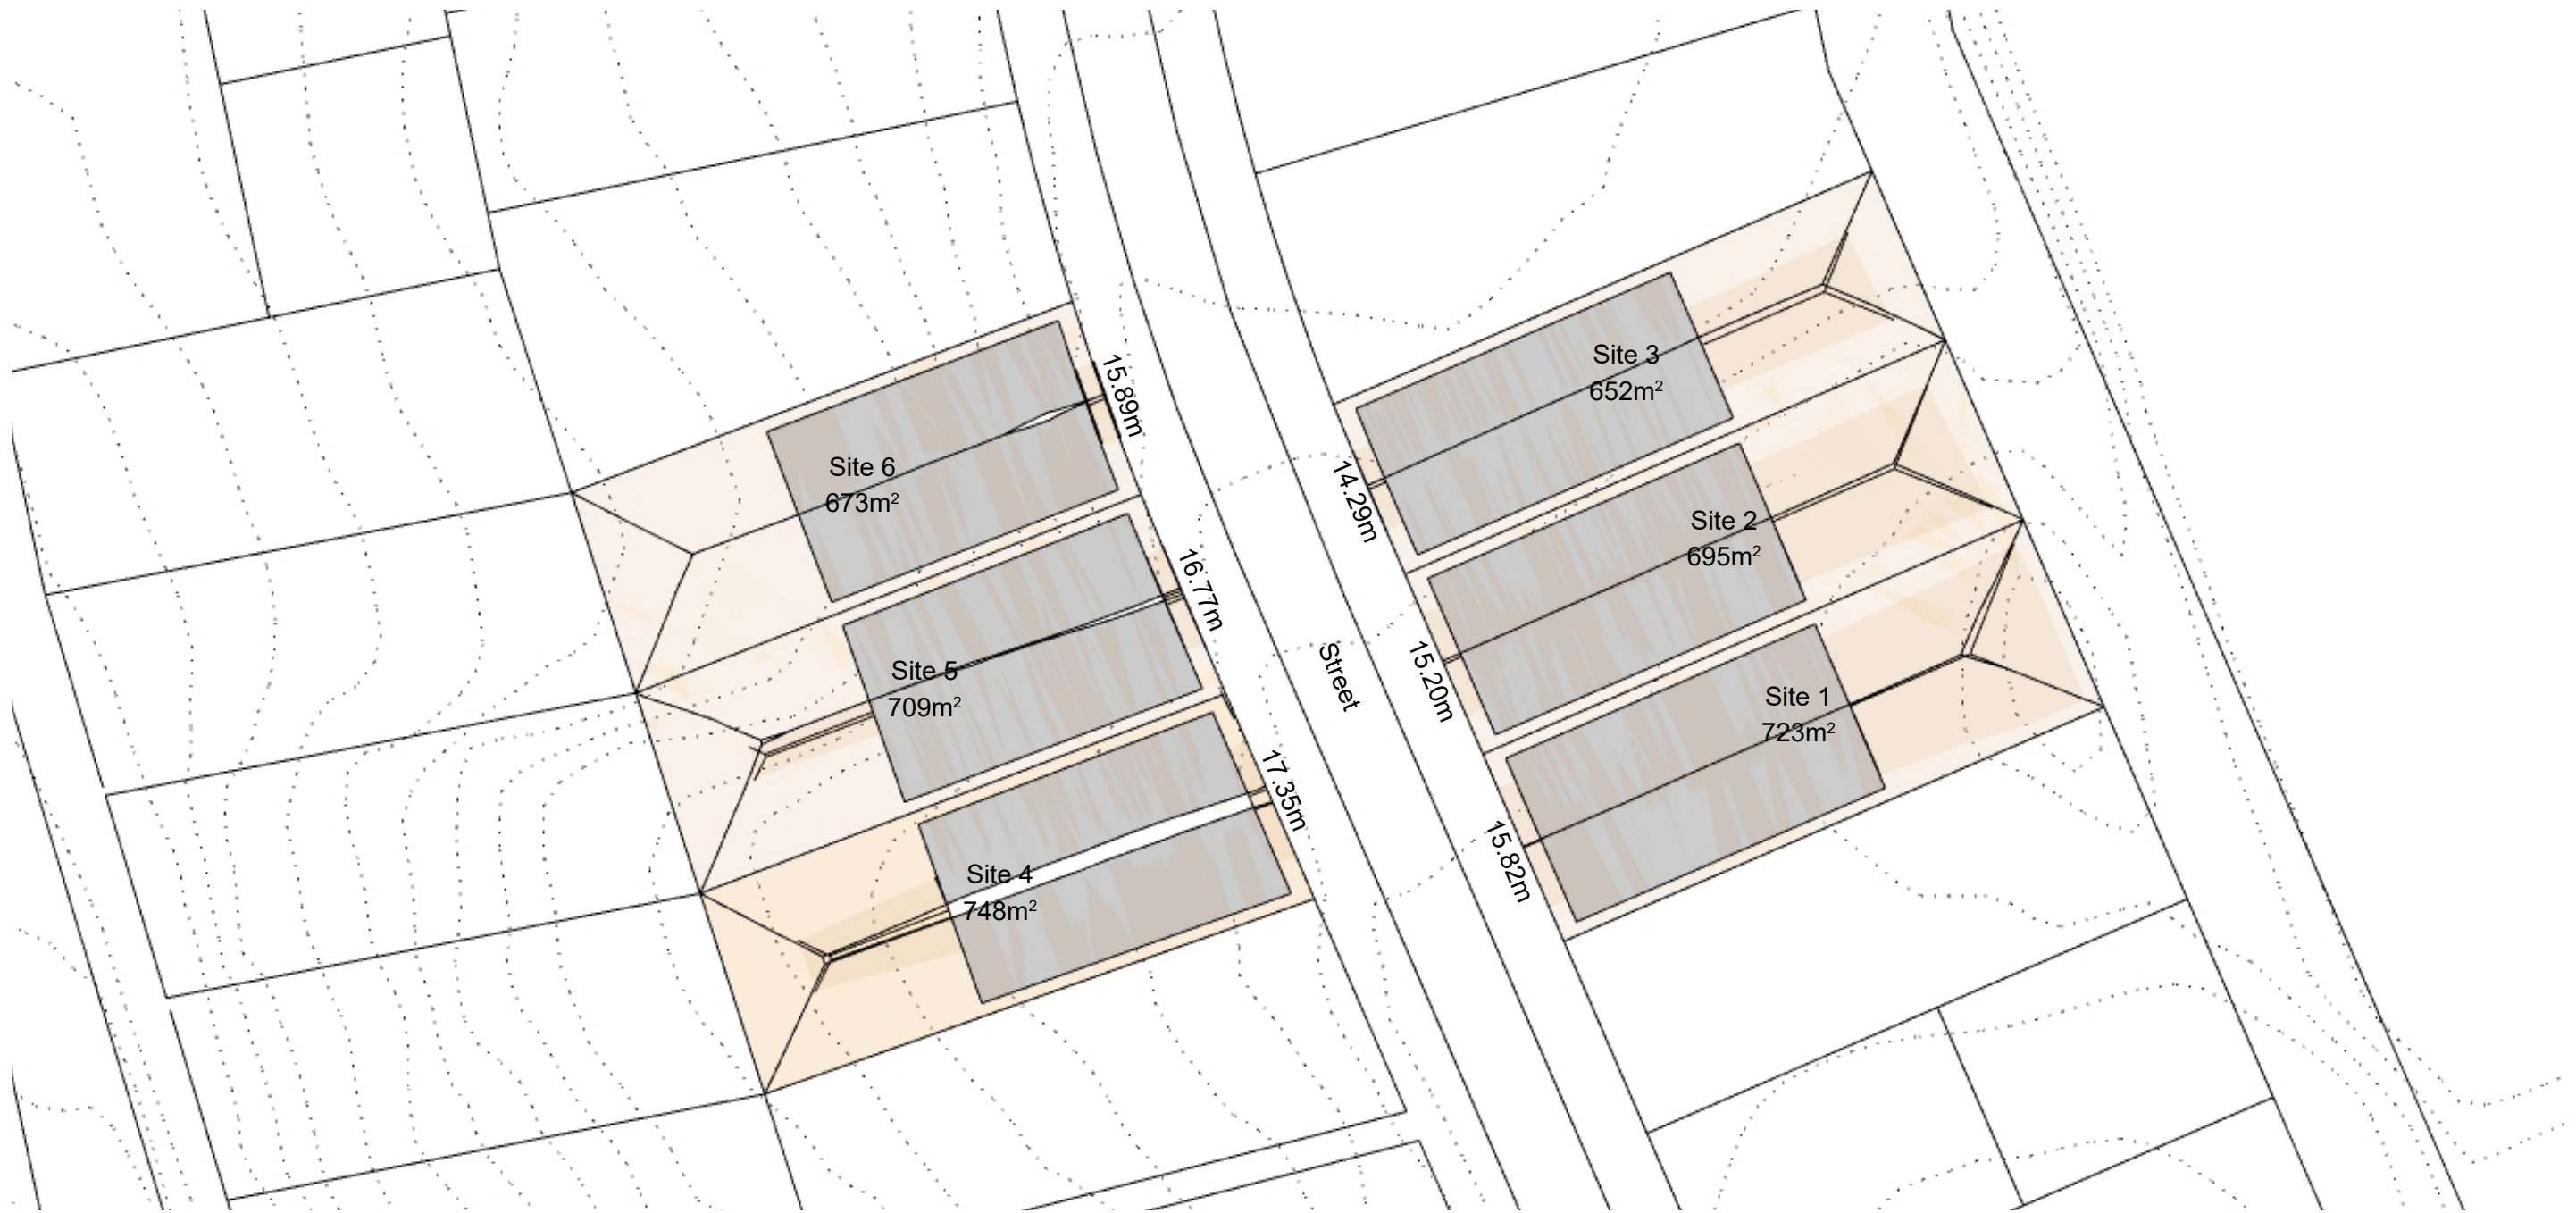 Site 3
652m²
15.89m
Site 6
673m²
14.29m
Site 2
695m²
16.77m
Street
15.20m
Site 5
709m²
Site 1
723m²
17.35m
15.82m
Site 4
748m²